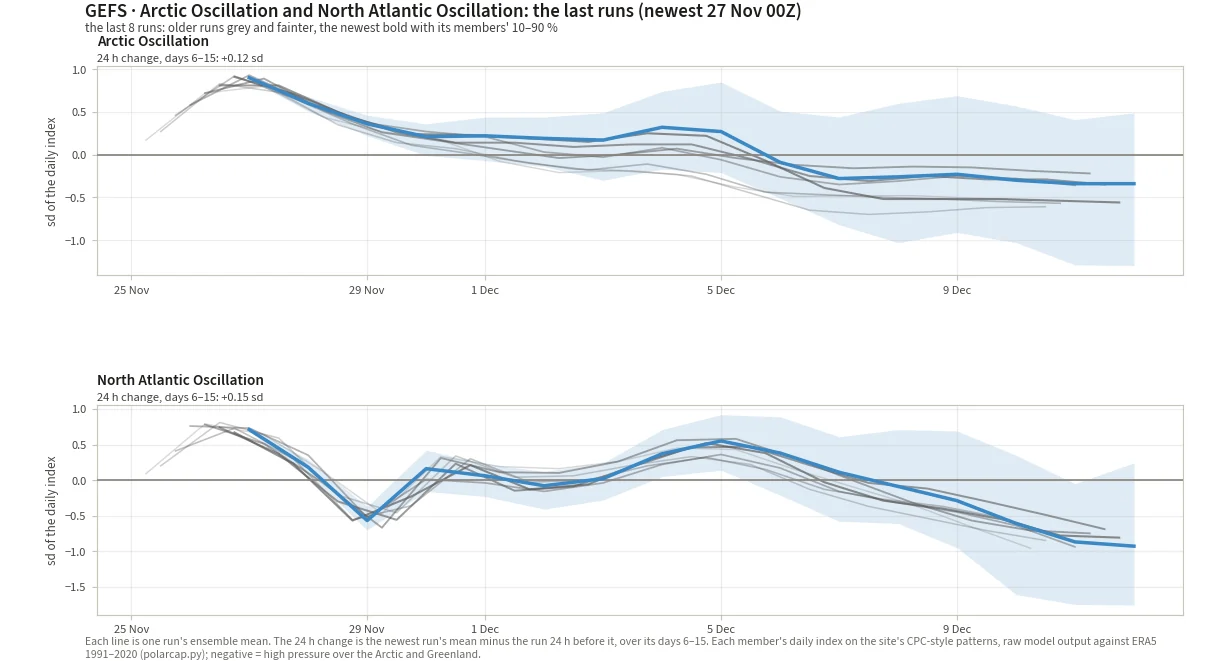 GEFS · Arctic Oscillation and North Atlantic Oscillation: the last runs (newest 27 Nov 00Z)
the last 8 runs: older runs grey and fainter, the newest bold with its members' 10–90 %
Arctic Oscillation
24 h change, days 6–15: +0.12 sd
1.0
0.5
0.0
−0.5
−1.0
sd of the daily index
25 Nov
29 Nov
1 Dec
5 Dec
9 Dec
North Atlantic Oscillation
24 h change, days 6–15: +0.15 sd
1.0
0.5
0.0
−0.5
−1.0
−1.5
sd of the daily index
25 Nov
29 Nov
1 Dec
5 Dec
9 Dec
Each line is one run's ensemble mean. The 24 h change is the newest run's mean minus the run 24 h before it, over its days 6–15. Each member's daily index on the site's CPC-style patterns, raw model output against ERA5
1991–2020 (polarcap.py); negative = high pressure over the Arctic and Greenland.